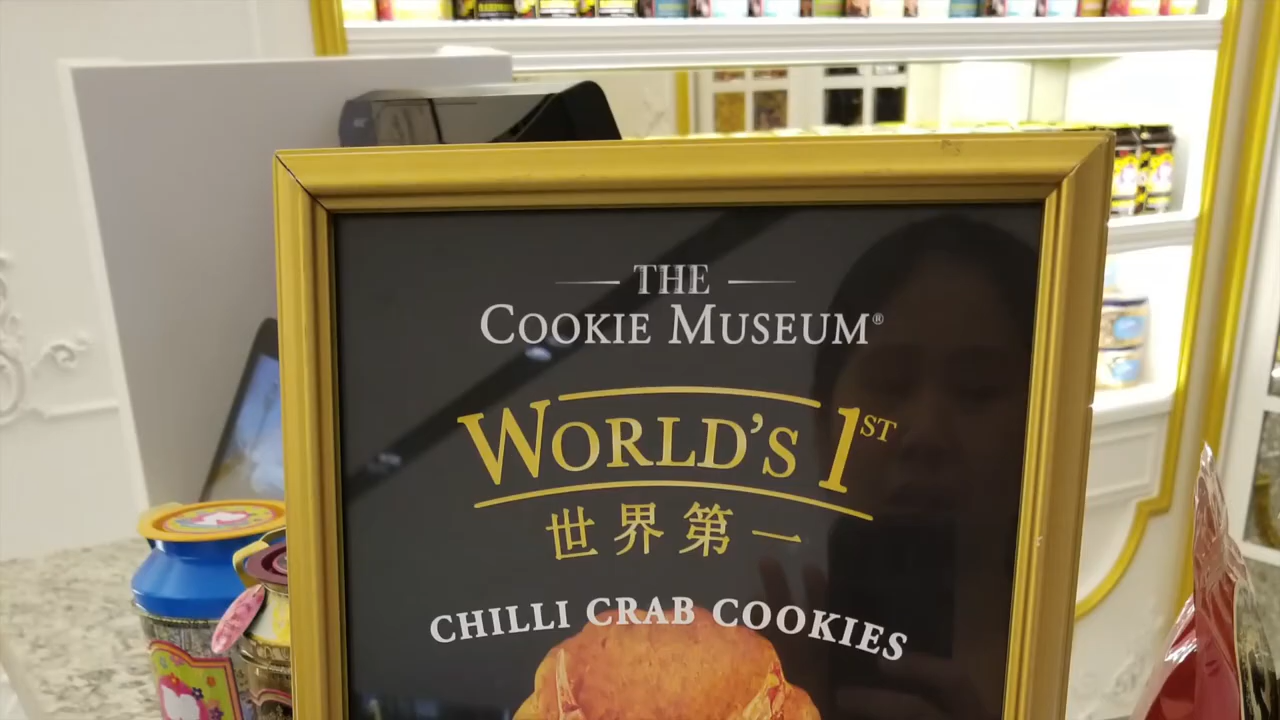 THE
COOKIE MUSEUM®
WORLD'S 1ST
世界第一
CHILLI CRAB COOKIES